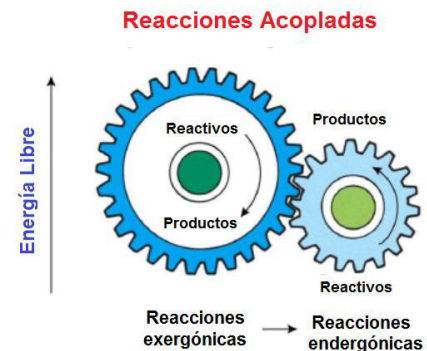 Reacciones Acopladas
Energía Libre
Reactivos
Productos
Productos
Reactivos
Reacciones
exergónicas
Reacciones
endergónicas